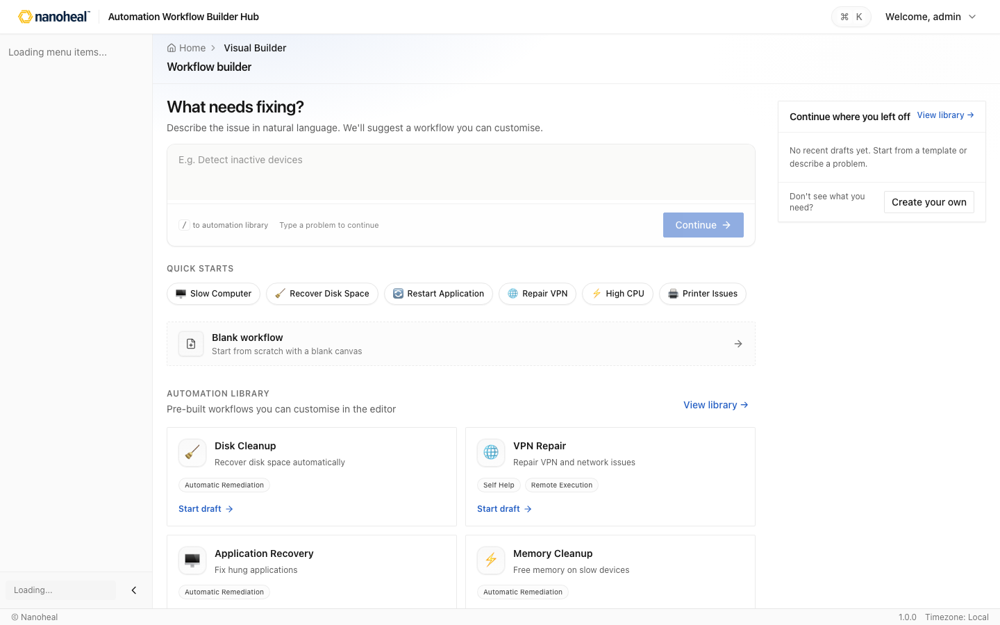 nanoheal™
Automation Workflow Builder Hub
⌘ K
Welcome, admin
Loading menu items...
Home
Visual Builder
Workflow builder
What needs fixing?
Describe the issue in natural language. We'll suggest a workflow you can customise.
E.g. Detect inactive devices
/ to automation library
Type a problem to continue
Continue →
Continue where you left off
View library →
No recent drafts yet. Start from a template or
describe a problem.
Don't see what you
need?
Create your own
QUICK STARTS
Slow Computer
Recover Disk Space
Restart Application
Repair VPN
High CPU
Printer Issues
Blank workflow
Start from scratch with a blank canvas
AUTOMATION LIBRARY
Pre-built workflows you can customise in the editor
View library →
Disk Cleanup
Recover disk space automatically
Automatic Remediation
Start draft →
VPN Repair
Repair VPN and network issues
Self Help
Remote Execution
Start draft →
Application Recovery
Fix hung applications
Automatic Remediation
Memory Cleanup
Free memory on slow devices
Automatic Remediation
Loading...
© Nanoheal
1.0.0
Timezone: Local